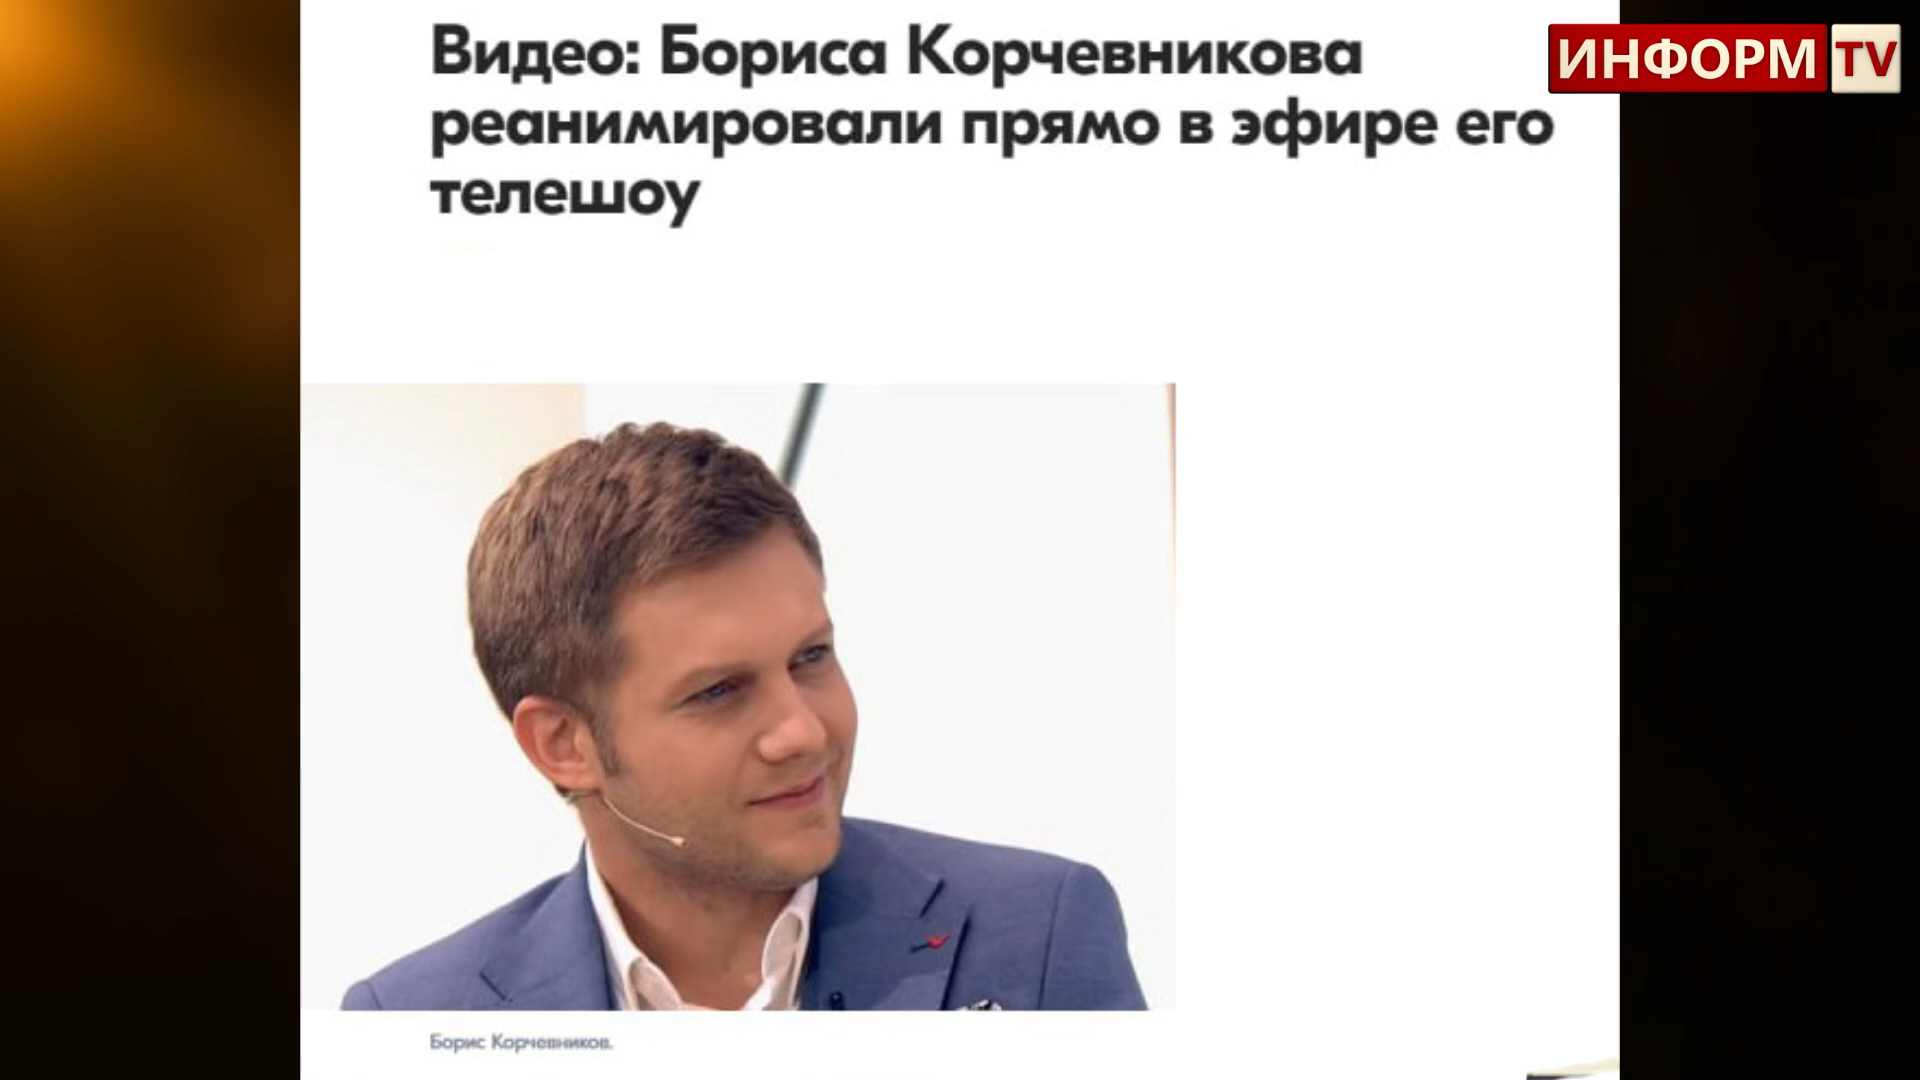 Видео: Бориса Корчевникова
реанимировали прямо в эфире его
телешоу
ИНФОРМ TV
Борис Корчевников.